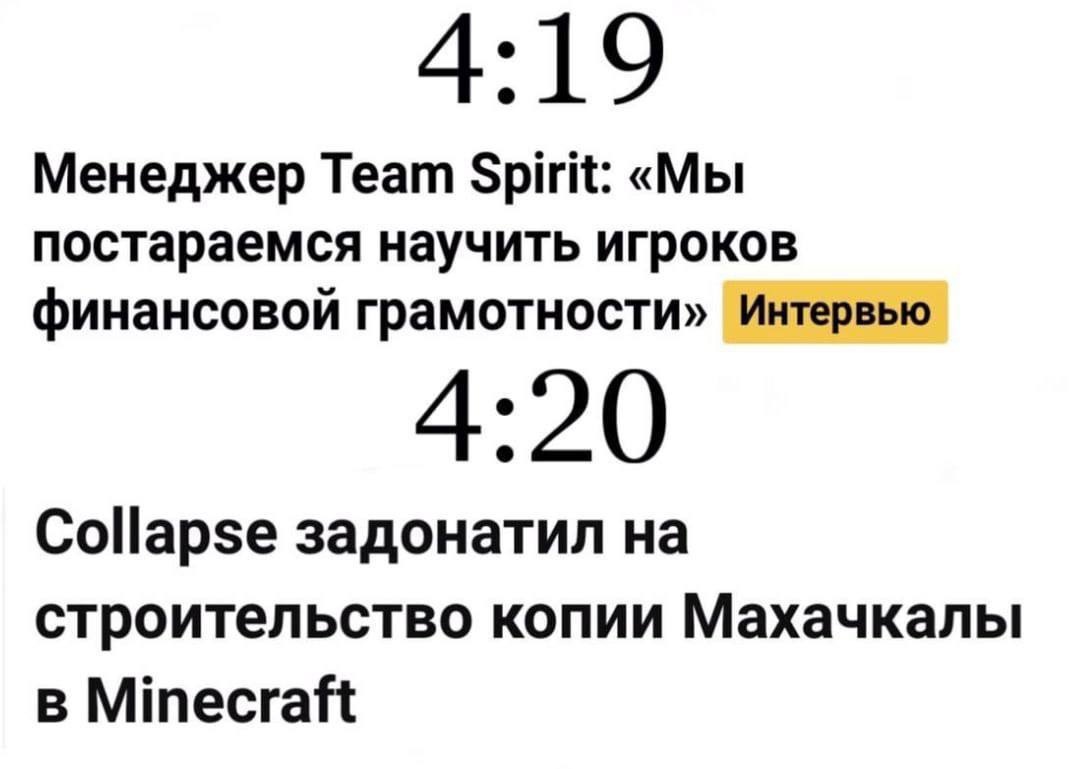 4:19
Менеджер Team Spirit: «Мы
постараемся научить игроков
финансовой грамотности» Интервью
4:20
Collapse задонатил на
строительство копии Махачкалы
в Minecraft